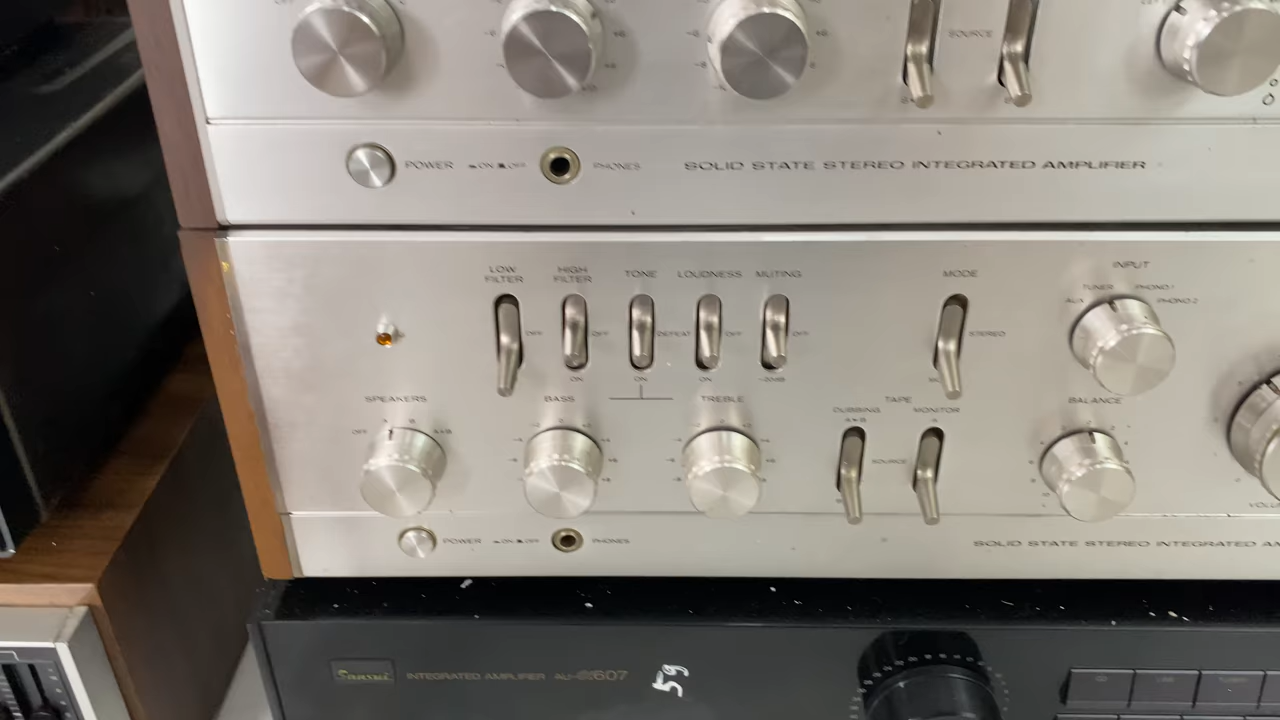 SOURCE
POWER ON OFF PHONES SOLID STATE STEREO INTEGRATED AMPLIFIER
LOW FILTER HIGH FILTER TONE LOUDNESS MUTING MODE INPUT
TUNER PHONO 1
AUX PHONO 2
OFF OFF DEFEAT OFF OFF STEREO
ON ON ON -20dB
SPEAKERS BASS TREBLE TAPE BALANCE
DUBBING MONITOR
OFF A B A+B
SOURCE
POWER ON OFF PHONES SOLID STATE STEREO INTEGRATED
Sansui INTEGRATED AMPLIFIER AU-α607 59